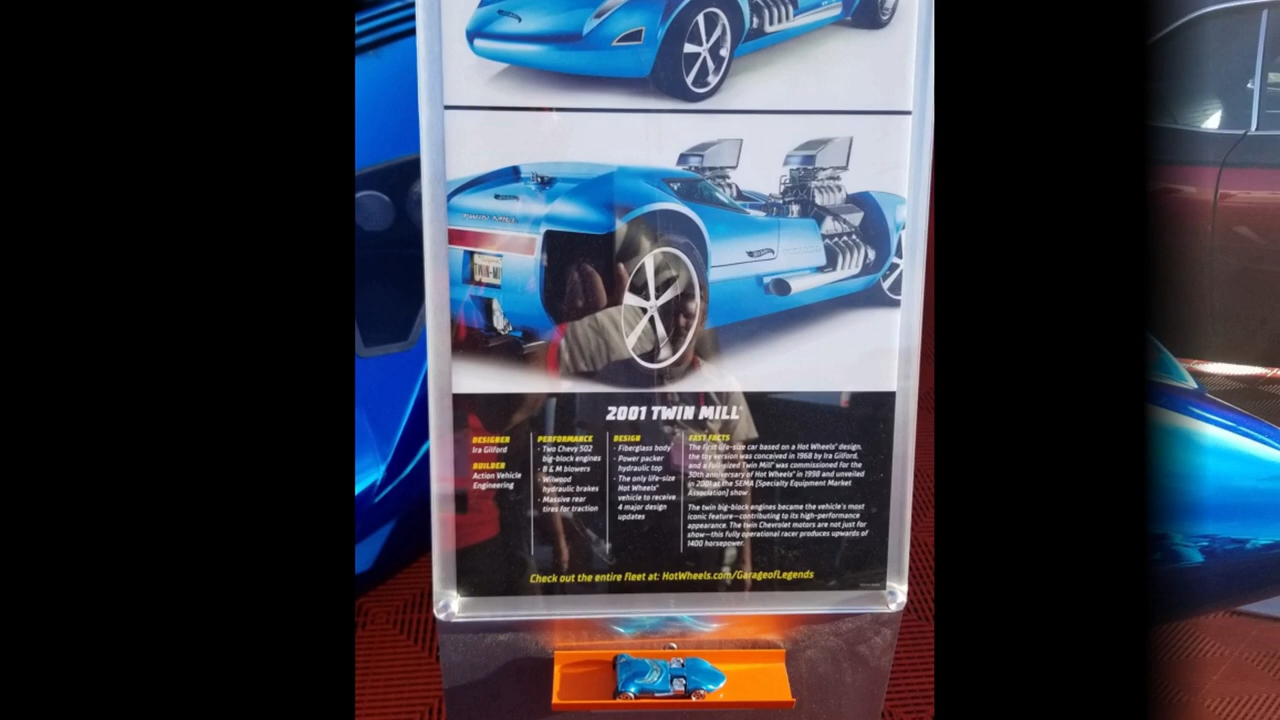 TWIN MILL
TWIN-MI
2001 TWIN MILL
DESIGNER
Ira Gilford
BUILDER
Action Vehicle
Engineering
PERFORMANCE
- Two Chevy 502
big-block engines
- B & M blowers
- Wilwood
hydraulic brakes
- Massive rear
tires for traction
DESIGN
- Fiberglass body
- Power packer
hydraulic top
- The only life-size
Hot Wheels®
vehicle to receive
4 major design
updates
FAST FACTS
The first life-size car based on a Hot Wheels® design,
the toy version was conceived in 1968 by Ira Gilford,
and a full-sized Twin Mill® was commissioned for the
30th anniversary of Hot Wheels® in 1998 and unveiled
in 2001 at the SEMA (Specialty Equipment Market
Association) show.
The twin big-block engines became the vehicle's most
iconic feature—contributing to its high-performance
appearance. The twin Chevrolet motors are not just for
show—this fully operational racer produces upwards of
1400 horsepower.
Check out the entire fleet at: HotWheels.com/GarageofLegends